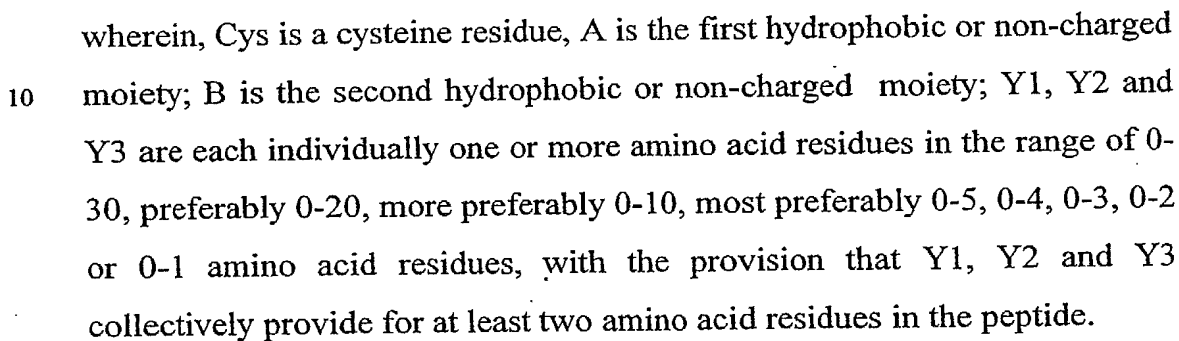 wherein, Cys is a cysteine residue, A is the first hydrophobic or non-charged
10 moiety; B is the second hydrophobic or non-charged moiety; Y1, Y2 and
Y3 are each individually one or more amino acid residues in the range of 0-
30, preferably 0-20, more preferably 0-10, most preferably 0-5, 0-4, 0-3, 0-2
or 0-1 amino acid residues, with the provision that Y1, Y2 and Y3
collectively provide for at least two amino acid residues in the peptide.